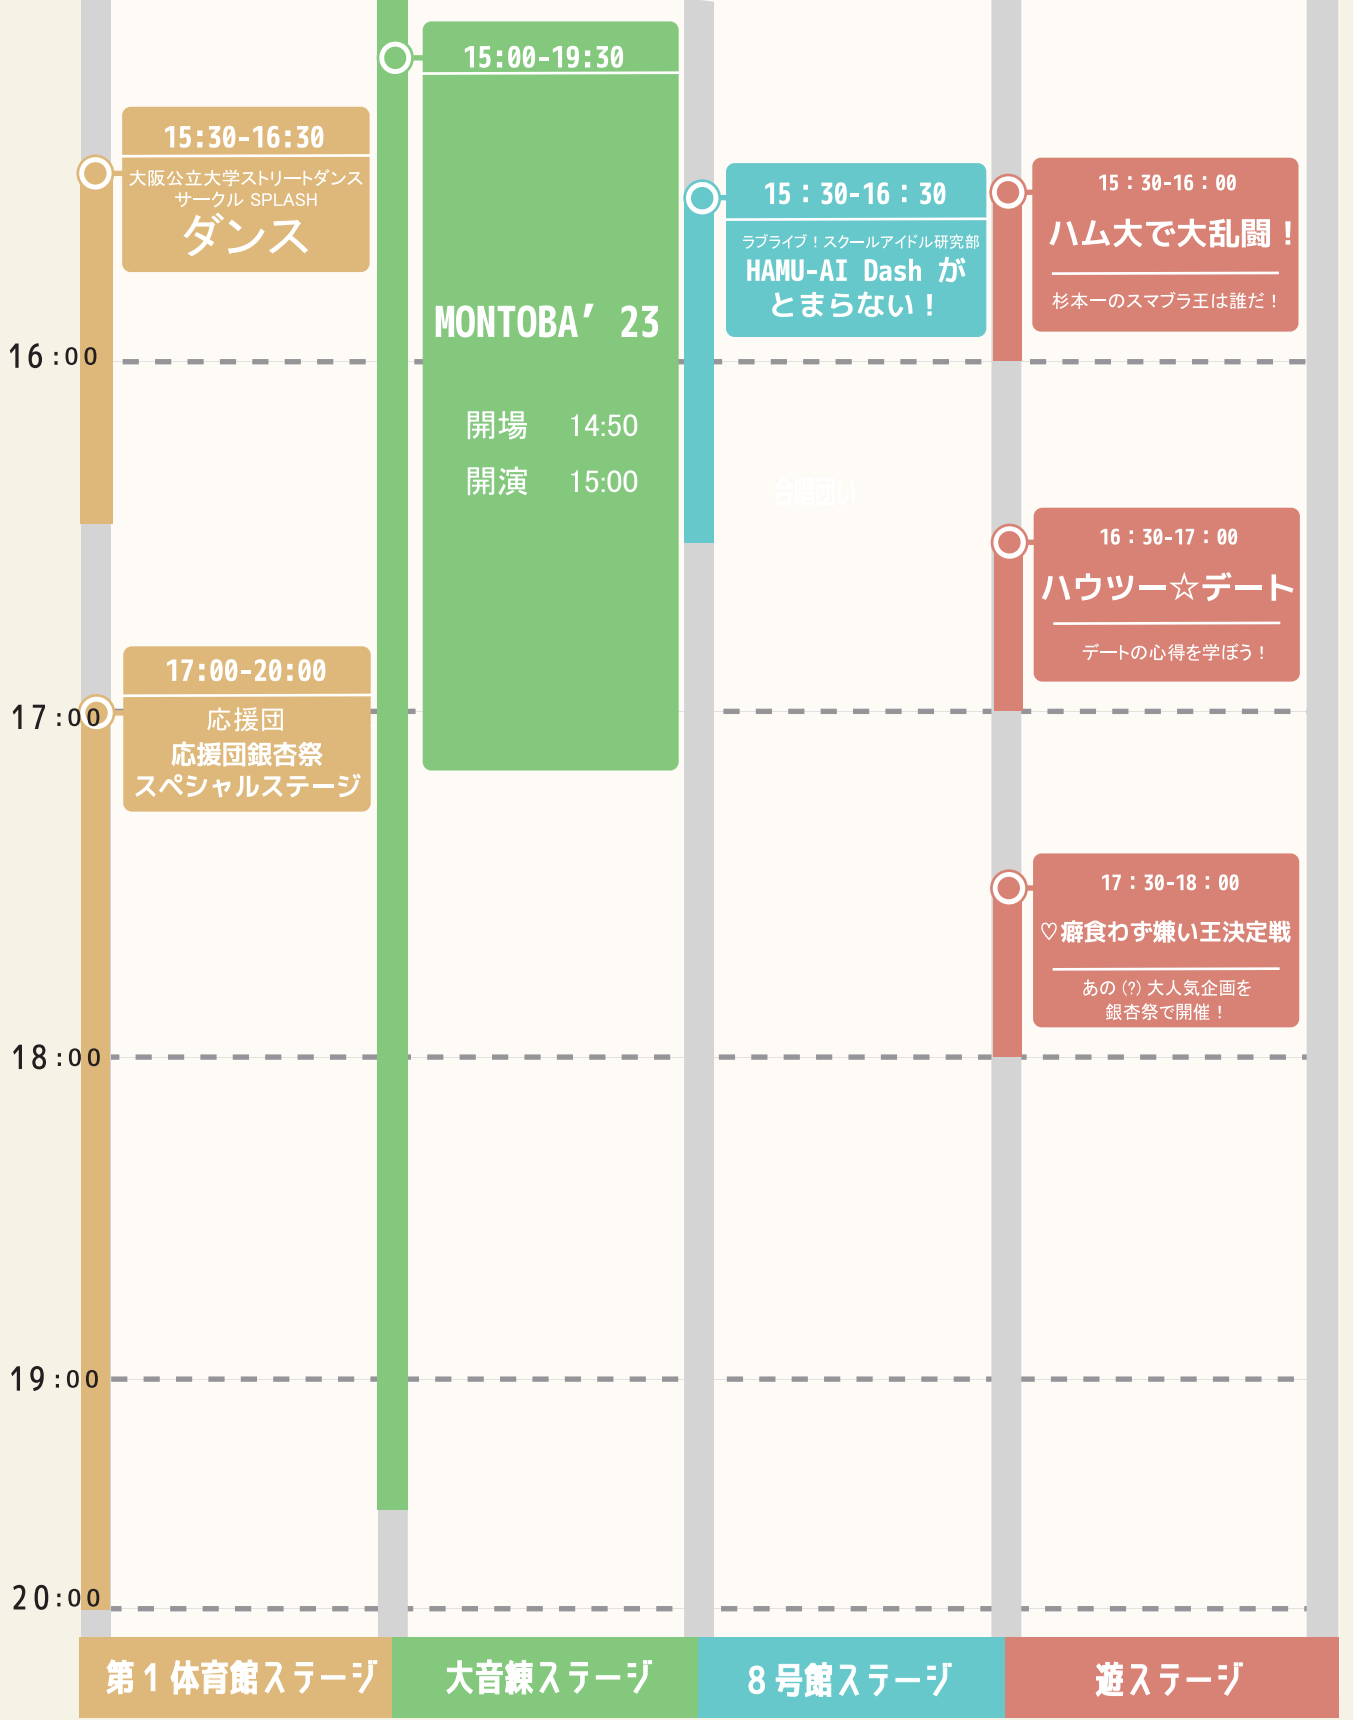 15:00-19:30
MONTOBA’ 23
開場 14:50
開演 15:00
15:30-16:30
大阪公立大学ストリートダンス
サークル SPLASH
ダンス
15：30-16：30
ラブライブ！スクールアイドル研究部
HAMU-AI Dash が
とまらない！
15：30-16：00
ハム大で大乱闘！
杉本一のスマブラ王は誰だ！
16:00
合唱団い
16：30-17：00
ハウツー☆デート
デートの心得を学ぼう！
17:00-20:00
応援団
応援団銀杏祭
スペシャルステージ
17:00
17：30-18：00
♡癖食わず嫌い王決定戦
あの（?）大人気企画を
銀杏祭で開催！
18:00
19:00
20:00
第1体育館ステージ
大音練ステージ
8号館ステージ
遊ステージ